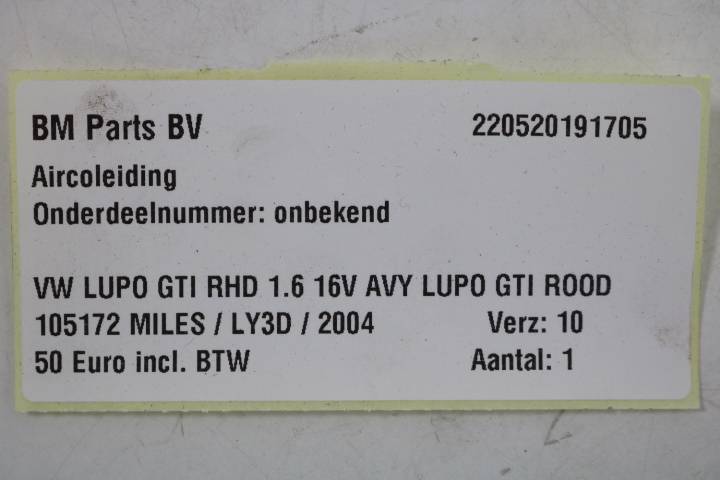 BM Parts BV 220520191705
Aircoleiding
Onderdeelnummer: onbekend
VW LUPO GTI RHD 1.6 16V AVY LUPO GTI ROOD
105172 MILES / LY3D / 2004 Verz: 10
50 Euro incl. BTW Aantal: 1